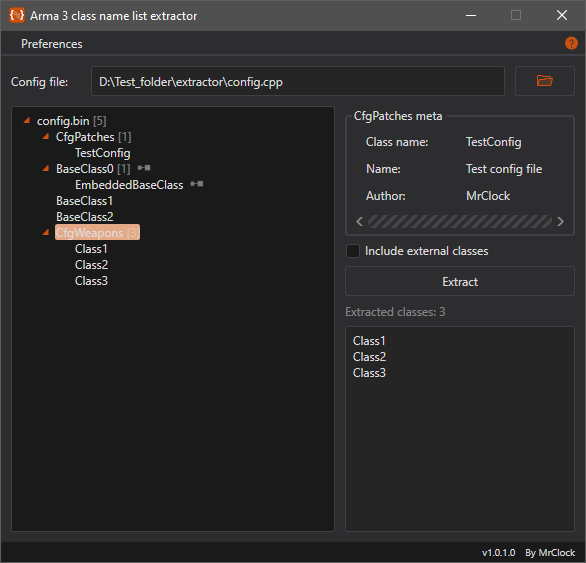 Arma 3 class name list extractor
Preferences
?
Config file:
D:\Test_folder\extractor\config.cpp
config.bin [5]
CfgPatches [1]
TestConfig
BaseClass0 [1]
EmbeddedBaseClass
BaseClass1
BaseClass2
CfgWeapons [3]
Class1
Class2
Class3
CfgPatches meta
Class name: TestConfig
Name: Test config file
Author: MrClock
Include external classes
Extract
Extracted classes: 3
Class1
Class2
Class3
v1.0.1.0 By MrClock